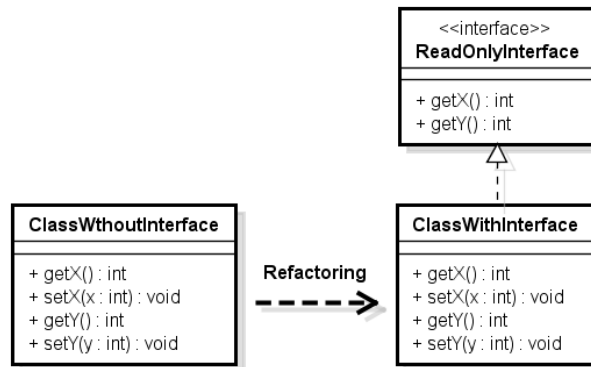 <<interface>>
ReadOnlyInterface
+ getX() : int
+ getY() : int
ClassWthoutInterface
+ getX() : int
+ setX(x : int) : void
+ getY() : int
+ setY(y : int) : void
Refactoring
ClassWithInterface
+ getX() : int
+ setX(x : int) : void
+ getY() : int
+ setY(y : int) : void